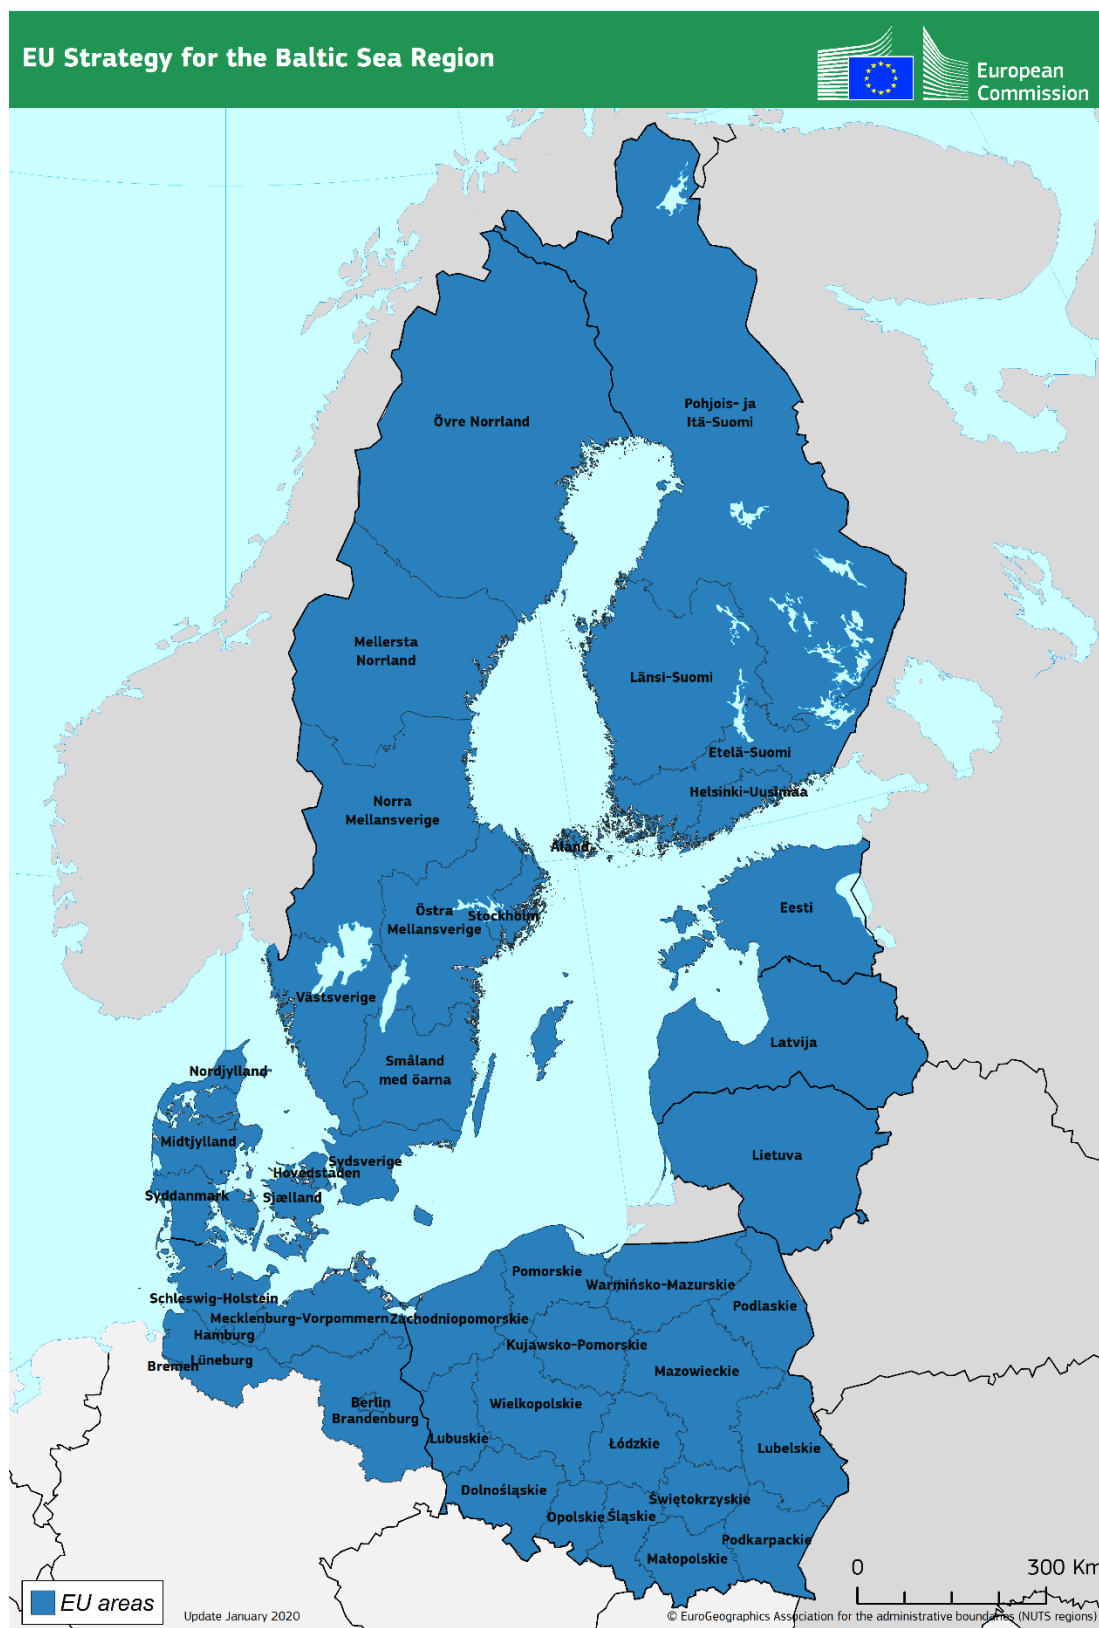 EU Strategy for the Baltic Sea Region
European
Commission
Övre Norrland
Pohjois- ja
Itä-Suomi
Mellersta
Norrland
Länsi-Suomi
Etelä-Suomi
Helsinki-Uusimaa
Norra
Mellansverige
Åland
Östra
Mellansverige
Stockholm
Eesti
Västsverige
Latvija
Småland
med öarna
Nordjylland
Midtjylland
Lietuva
Sydsverige
Hovedstaden
Syddanmark
Sjælland
Pomorskie
Warmińsko-Mazurskie
Schleswig-Holstein
Podlaskie
Mecklenburg-Vorpommern
Zachodniopomorskie
Hamburg
Kujawsko-Pomorskie
Bremen
Lüneburg
Mazowieckie
Berlin
Brandenburg
Wielkopolskie
Lubuskie
Łódzkie
Lubelskie
Dolnośląskie
Świętokrzyskie
Opolskie
Śląskie
Podkarpackie
Małopolskie
0 300 Km
EU areas
Update January 2020
© EuroGeographics Association for the administrative boundaries (NUTS regions)